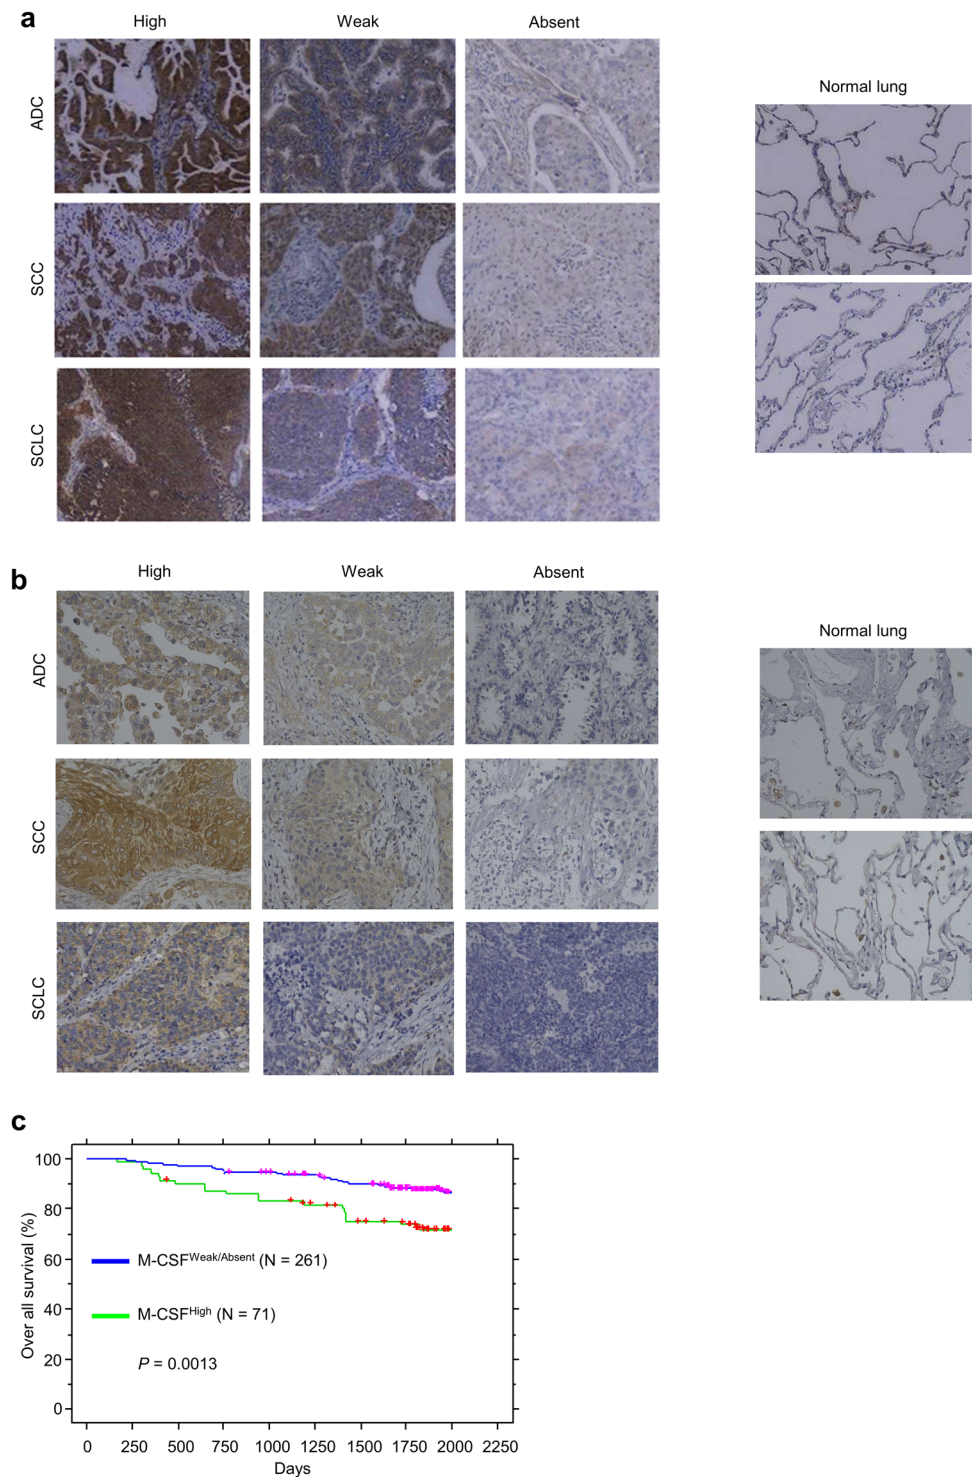 a
High Weak Absent
Normal lung
ADC
SCC
SCLC
b
High Weak Absent
Normal lung
ADC
SCC
SCLC
c
100
80
60
40
20
0
Over all survival (%)
M-CSFWeak/Absent (N = 261)
M-CSFHigh (N = 71)
P = 0.0013
0 250 500 750 1000 1250 1500 1750 2000 2250
Days